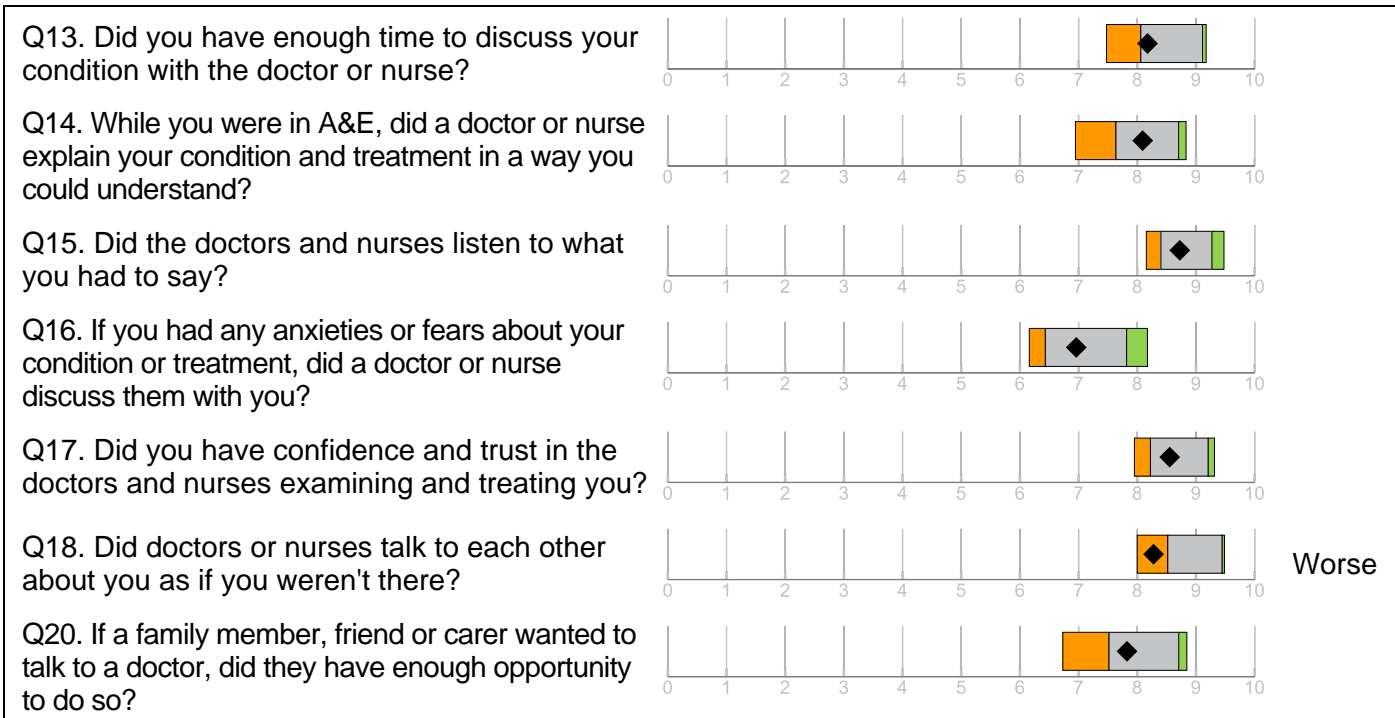 Q13. Did you have enough time to discuss your
condition with the doctor or nurse?
0 1 2 3 4 5 6 7 8 9 10
Q14. While you were in A&E, did a doctor or nurse
explain your condition and treatment in a way you
could understand?
0 1 2 3 4 5 6 7 8 9 10
Q15. Did the doctors and nurses listen to what
you had to say?
0 1 2 3 4 5 6 7 8 9 10
Q16. If you had any anxieties or fears about your
condition or treatment, did a doctor or nurse
discuss them with you?
0 1 2 3 4 5 6 7 8 9 10
Q17. Did you have confidence and trust in the
doctors and nurses examining and treating you?
0 1 2 3 4 5 6 7 8 9 10
Q18. Did doctors or nurses talk to each other
about you as if you weren't there?
0 1 2 3 4 5 6 7 8 9 10
Worse
Q20. If a family member, friend or carer wanted to
talk to a doctor, did they have enough opportunity
to do so?
0 1 2 3 4 5 6 7 8 9 10